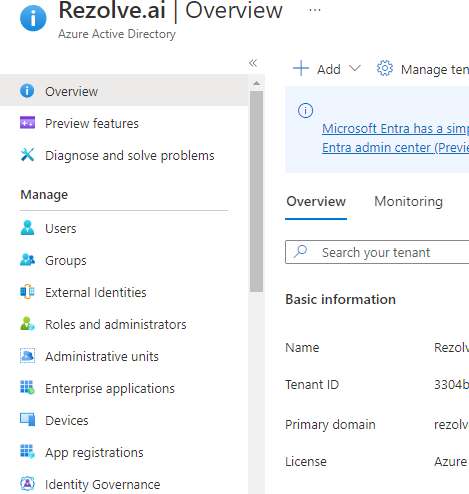 Rezolve.ai | Overview ...
Azure Active Directory
Overview
Preview features
Diagnose and solve problems
Manage
Users
Groups
External Identities
Roles and administrators
Administrative units
Enterprise applications
Devices
App registrations
Identity Governance
Add
Manage ten
Microsoft Entra has a simp
Entra admin center (Previe
Overview Monitoring
Search your tenant
Basic information
Name Rezolv
Tenant ID 3304b
Primary domain rezolv
License Azure